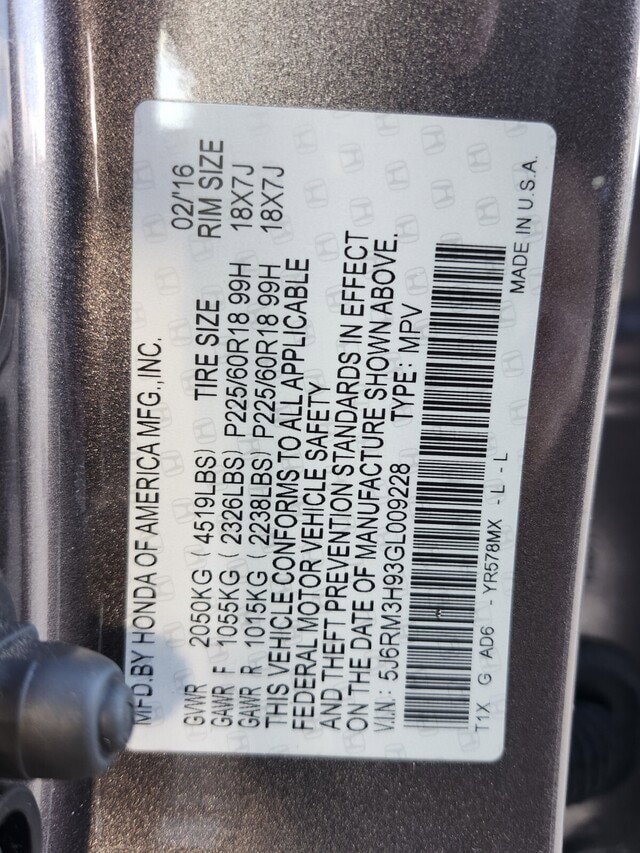 MFD.BY HONDA OF AMERICA MFG.,INC. 02/'16
GVWR 2050KG ( 4519LBS) TIRE SIZE RIM SIZE
GAWR F 1055KG ( 2326LBS) P225/60R18 99H 18X7J
GAWR R 1015KG ( 2238LBS) P225/60R18 99H 18X7J
THIS VEHICLE CONFORMS TO ALL APPLICABLE
FEDERAL MOTOR VEHICLE SAFETY
AND THEFT PREVENTION STANDARDS IN EFFECT
ON THE DATE OF MANUFACTURE SHOWN ABOVE.
V.I.N.: 5J6RM3H93GL009228 TYPE: MPV
T1X G AD6 - YR578MX - L - L MADE IN U.S.A.